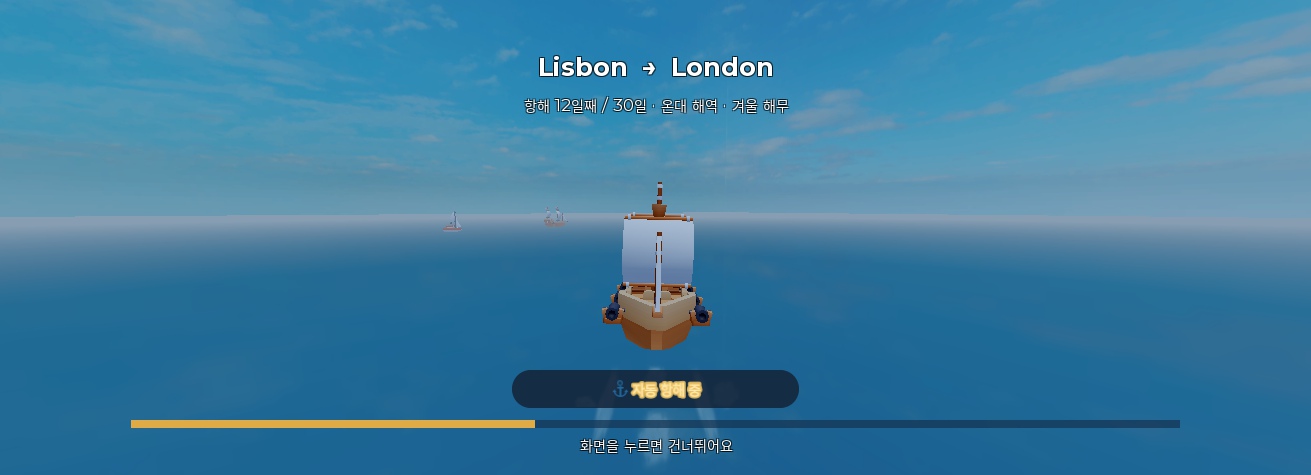 Lisbon → London
항해 12일째 / 30일 · 온대 해역 · 겨울 해무
⚓ 자동 항해 중
화면을 누르면 건너뛰어요